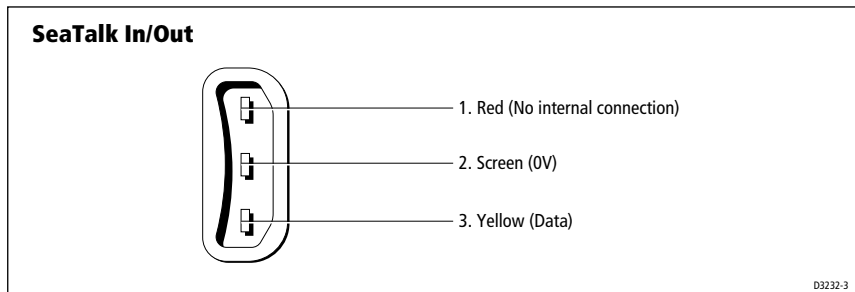 SeaTalk In/Out
1. Red (No internal connection)
2. Screen (0V)
3. Yellow (Data)
D3232-3